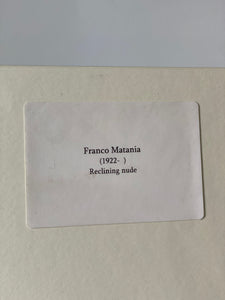 Franco Matania
(1922-  )
Reclining nude